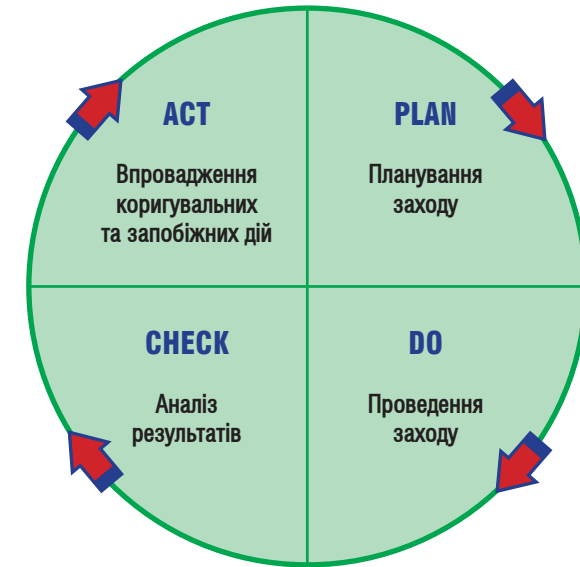 ACT
Впровадження
коригувальних
та запобіжних дій
PLAN
Планування
заходу
CHECK
Аналіз
результатів
DO
Проведення
заходу